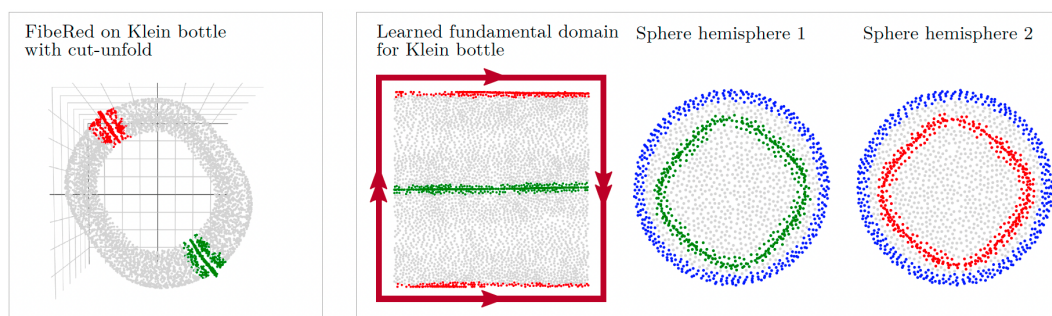 FibeRed on Klein bottle
with cut-unfold
Learned fundamental domain
for Klein bottle
Sphere hemisphere 1
Sphere hemisphere 2